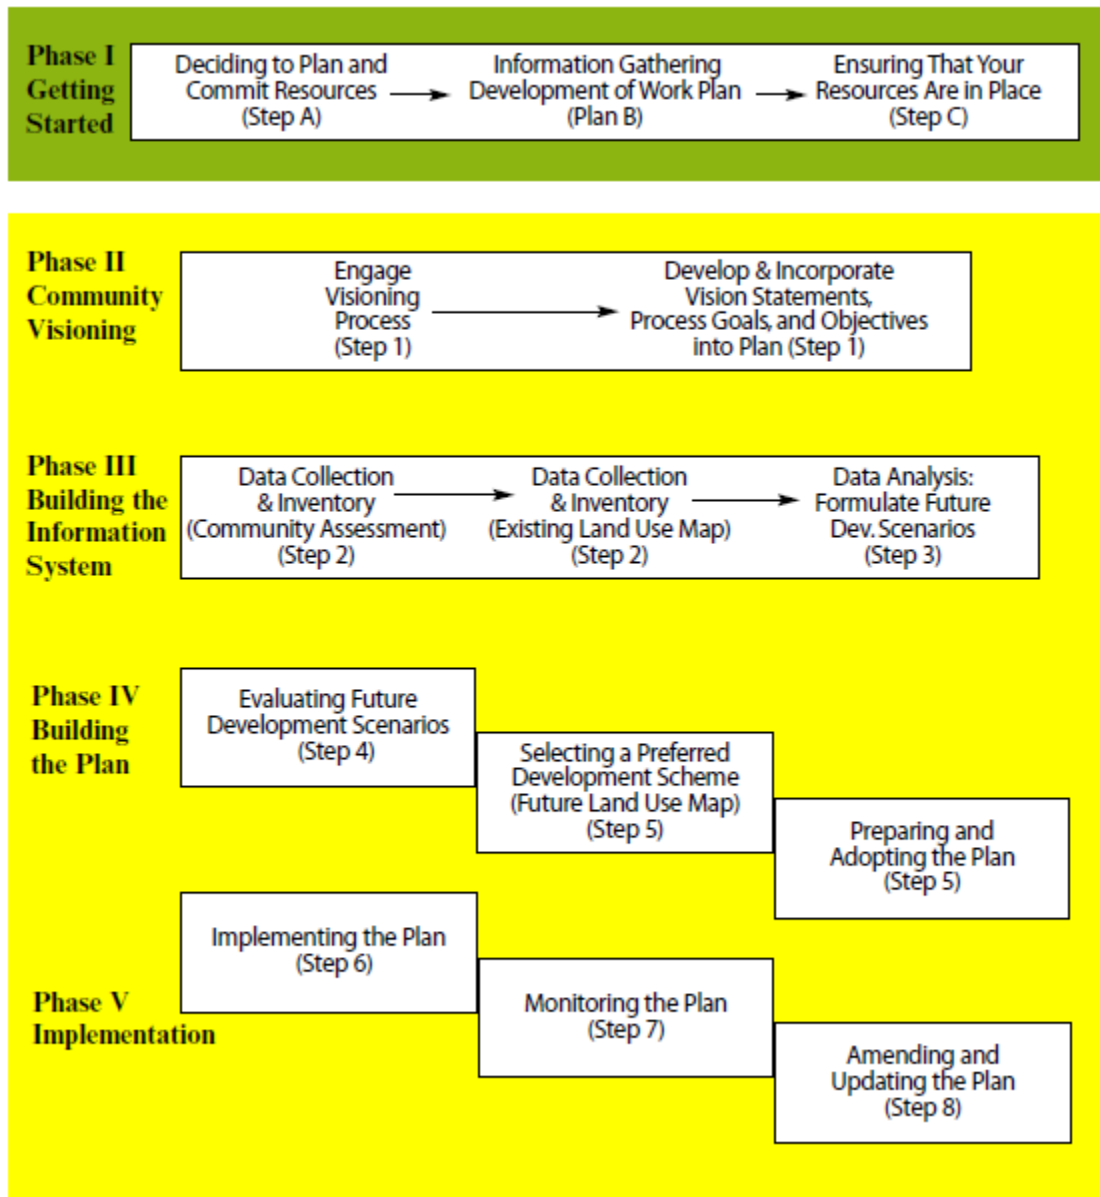 Phase I
Getting
Started
Deciding to Plan and
Commit Resources
(Step A)
Information Gathering
Development of Work Plan
(Plan B)
Ensuring That Your
Resources Are in Place
(Step C)
Phase II
Community
Visioning
Engage
Visioning
Process
(Step 1)
Develop & Incorporate
Vision Statements,
Process Goals, and Objectives
into Plan (Step 1)
Phase III
Building the
Information
System
Data Collection
& Inventory
(Community Assessment)
(Step 2)
Data Collection
& Inventory
(Existing Land Use Map)
(Step 2)
Data Analysis:
Formulate Future
Dev. Scenarios
(Step 3)
Phase IV
Building
the Plan
Evaluating Future
Development Scenarios
(Step 4)
Selecting a Preferred
Development Scheme
(Future Land Use Map)
(Step 5)
Preparing and
Adopting the Plan
(Step 5)
Phase V
Implementation
Implementing the Plan
(Step 6)
Monitoring the Plan
(Step 7)
Amending and
Updating the Plan
(Step 8)